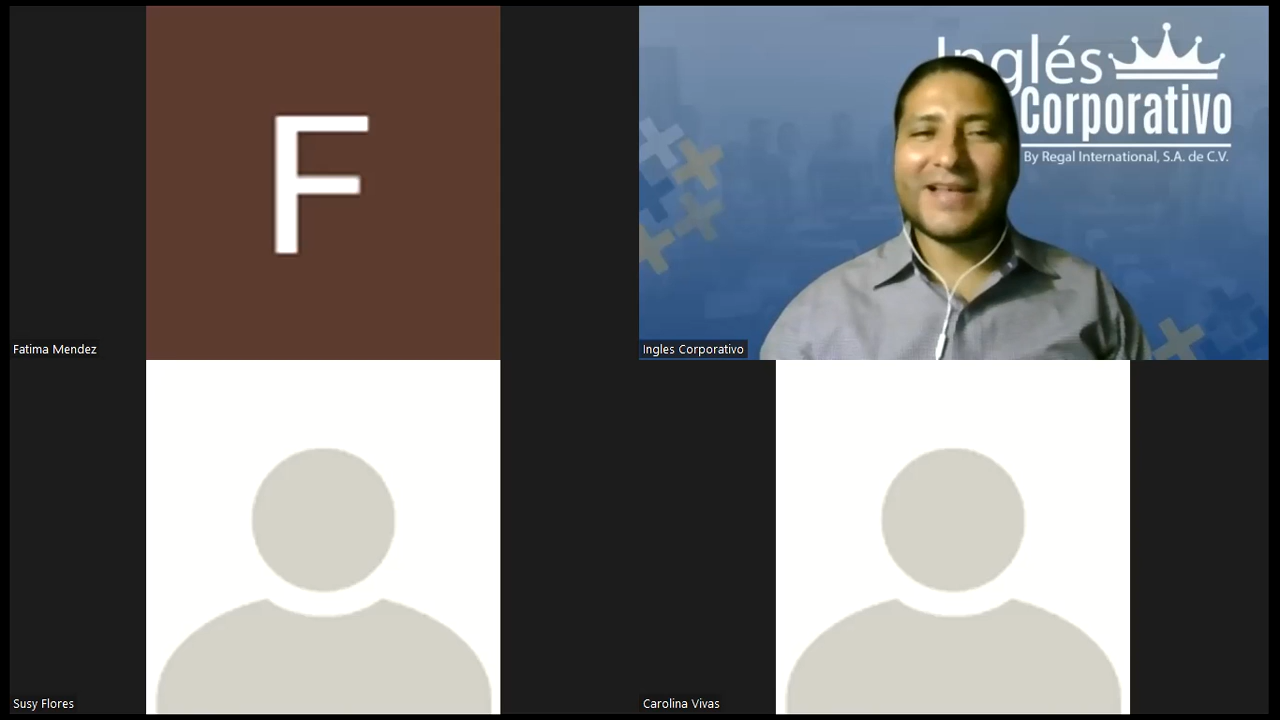 F
Fatima Mendez
Inglés
Corporativo
By Regal International, S.A. de C.V.
Ingles Corporativo
Susy Flores
Carolina Vivas